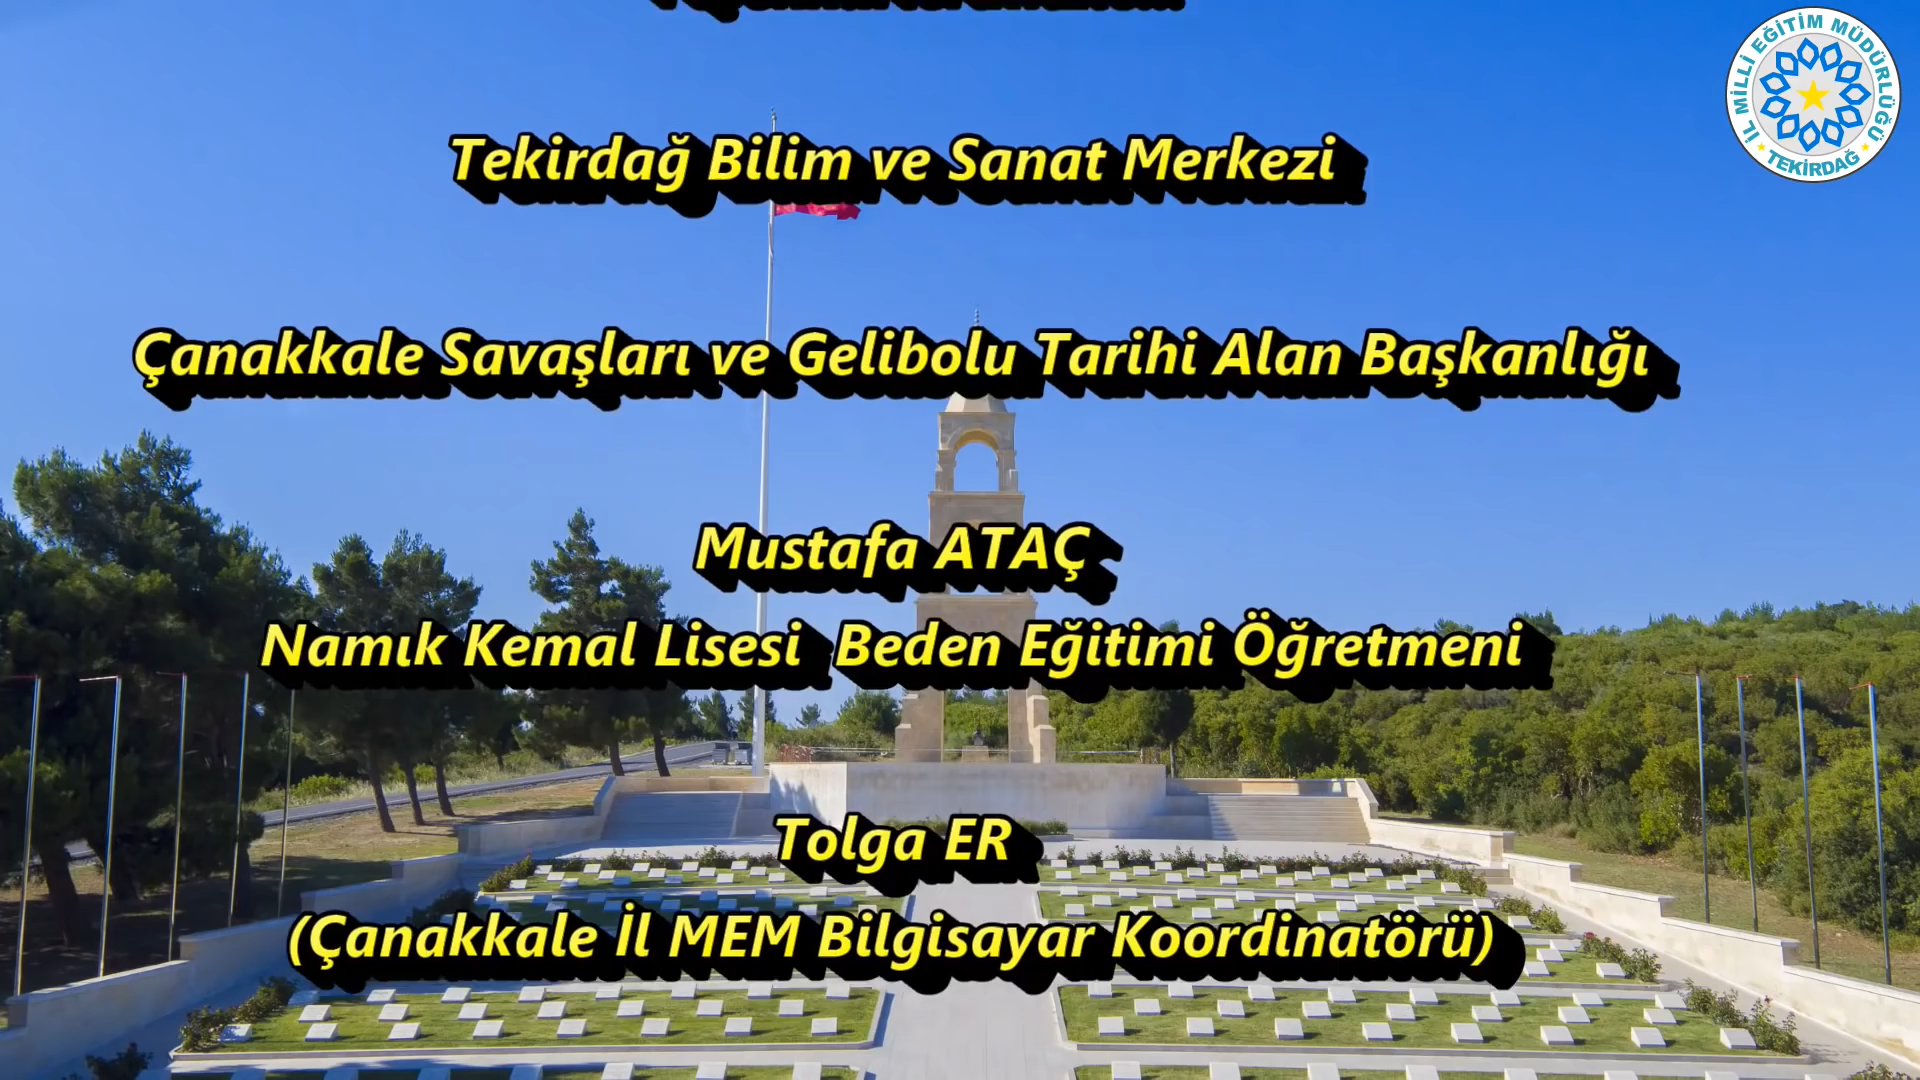 Tekirdağ Bilim ve Sanat Merkezi
Çanakkale Savaşları ve Gelibolu Tarihi Alan Başkanlığı
Mustafa ATAÇ
Namık Kemal Lisesi Beden Eğitimi Öğretmeni
Tolga ER
(Çanakkale İl MEM Bilgisayar Koordinatörü)
İL MİLLİ EĞİTİM MÜDÜRLÜĞÜ
TEKİRDAĞ